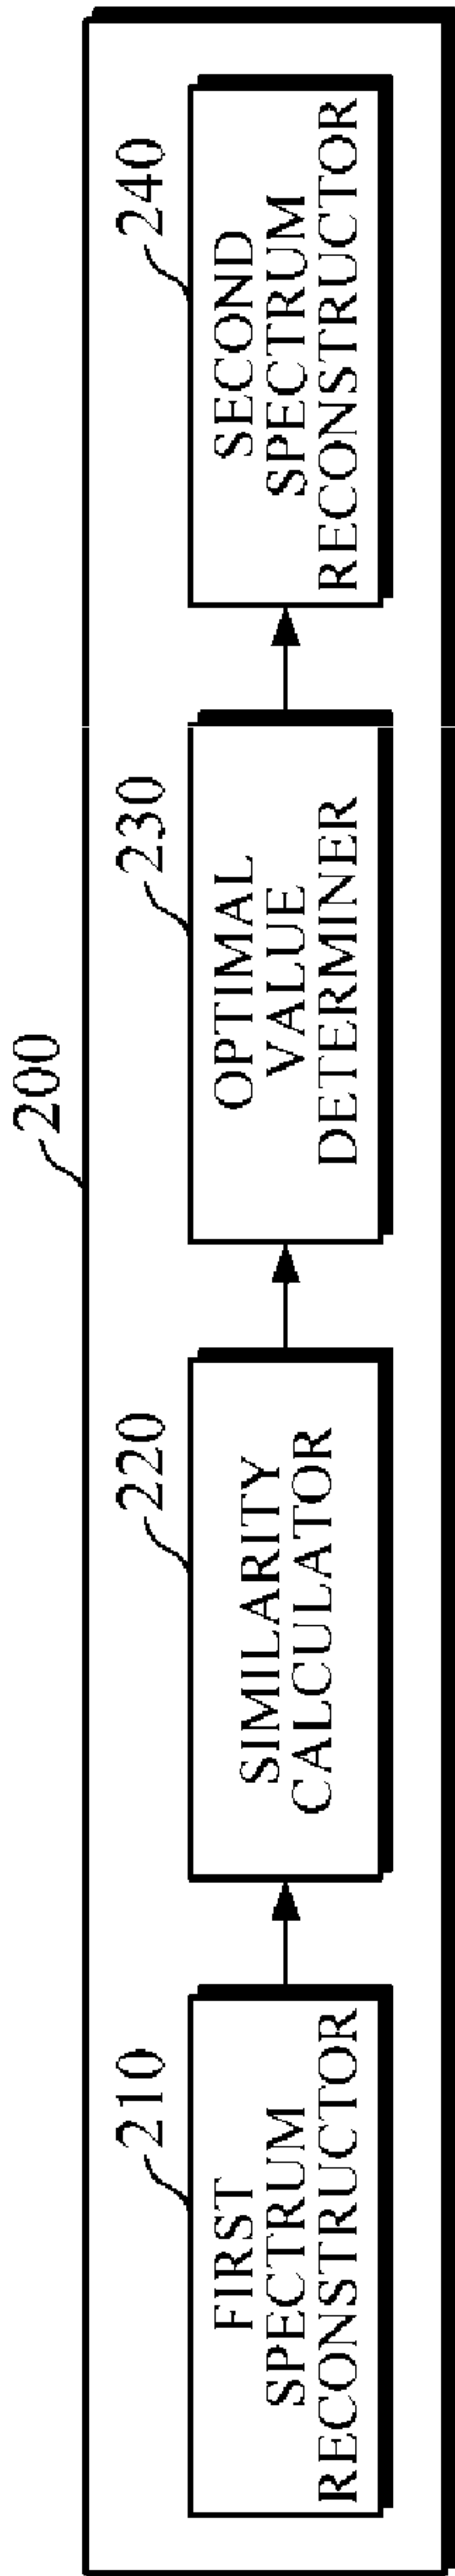 200
210
FIRST
SPECTRUM
RECONSTRUCTOR
220
SIMILARITY
CALCULATOR
230
OPTIMAL
VALUE
DETERMINER
240
SECOND
SPECTRUM
RECONSTRUCTOR